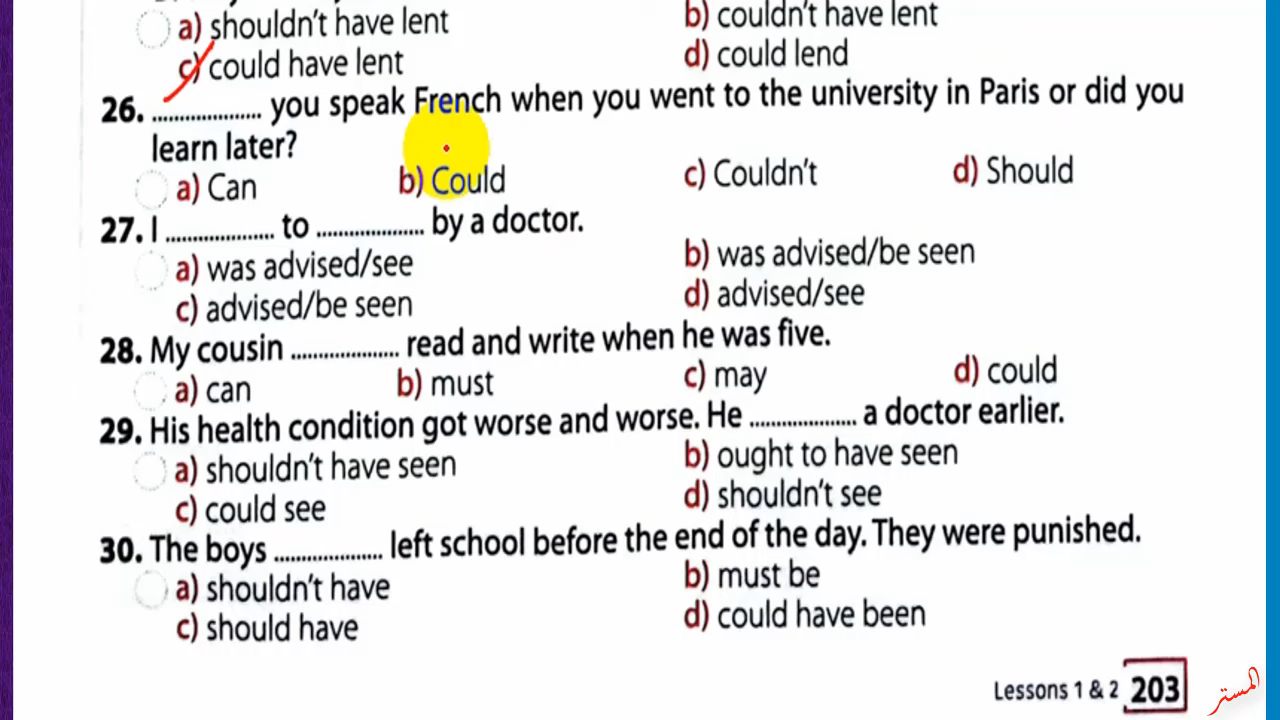 a) shouldn't have lent b) couldn't have lent
c) could have lent d) could lend
26. .................... you speak French when you went to the university in Paris or did you
learn later?
a) Can b) Could c) Couldn't d) Should
27. I .................... to .................... by a doctor.
a) was advised/see b) was advised/be seen
c) advised/be seen d) advised/see
28. My cousin .................... read and write when he was five.
a) can b) must c) may d) could
29. His health condition got worse and worse. He .................... a doctor earlier.
a) shouldn't have seen b) ought to have seen
c) could see d) shouldn't see
30. The boys .................... left school before the end of the day. They were punished.
a) shouldn't have b) must be
c) should have d) could have been
Lessons 1 & 2 203
المستر